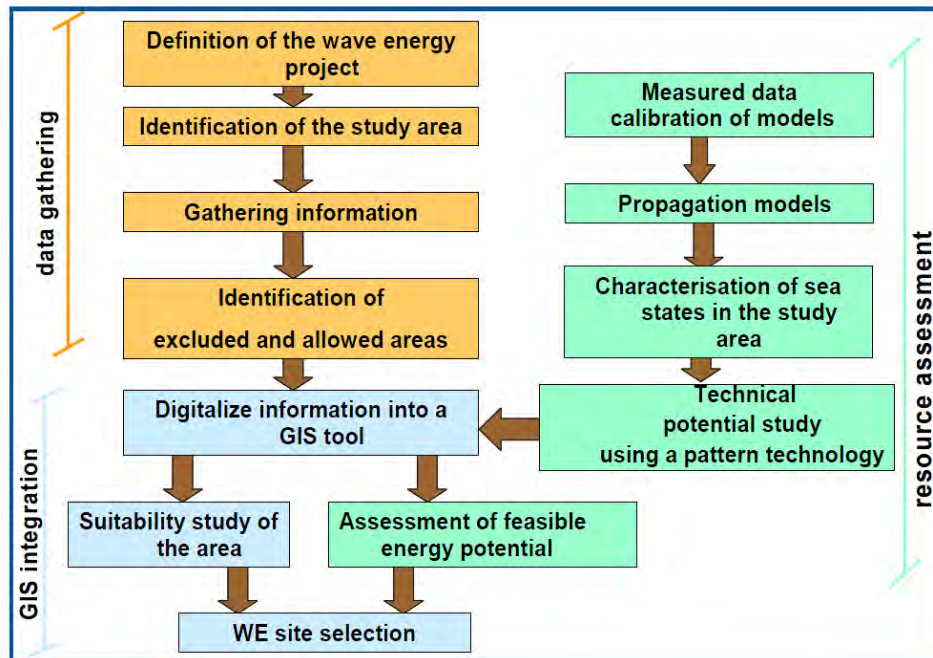 data gathering
Definition of the wave energy
project
Identification of the study area
Gathering information
Identification of
excluded and allowed areas
resource assessment
Measured data
calibration of models
Propagation models
Characterisation of sea
states in the study
area
Technical
potential study
using a pattern technology
GIS integration
Digitalize information into a
GIS tool
Suitability study of
the area
Assessment of feasible
energy potential
WE site selection